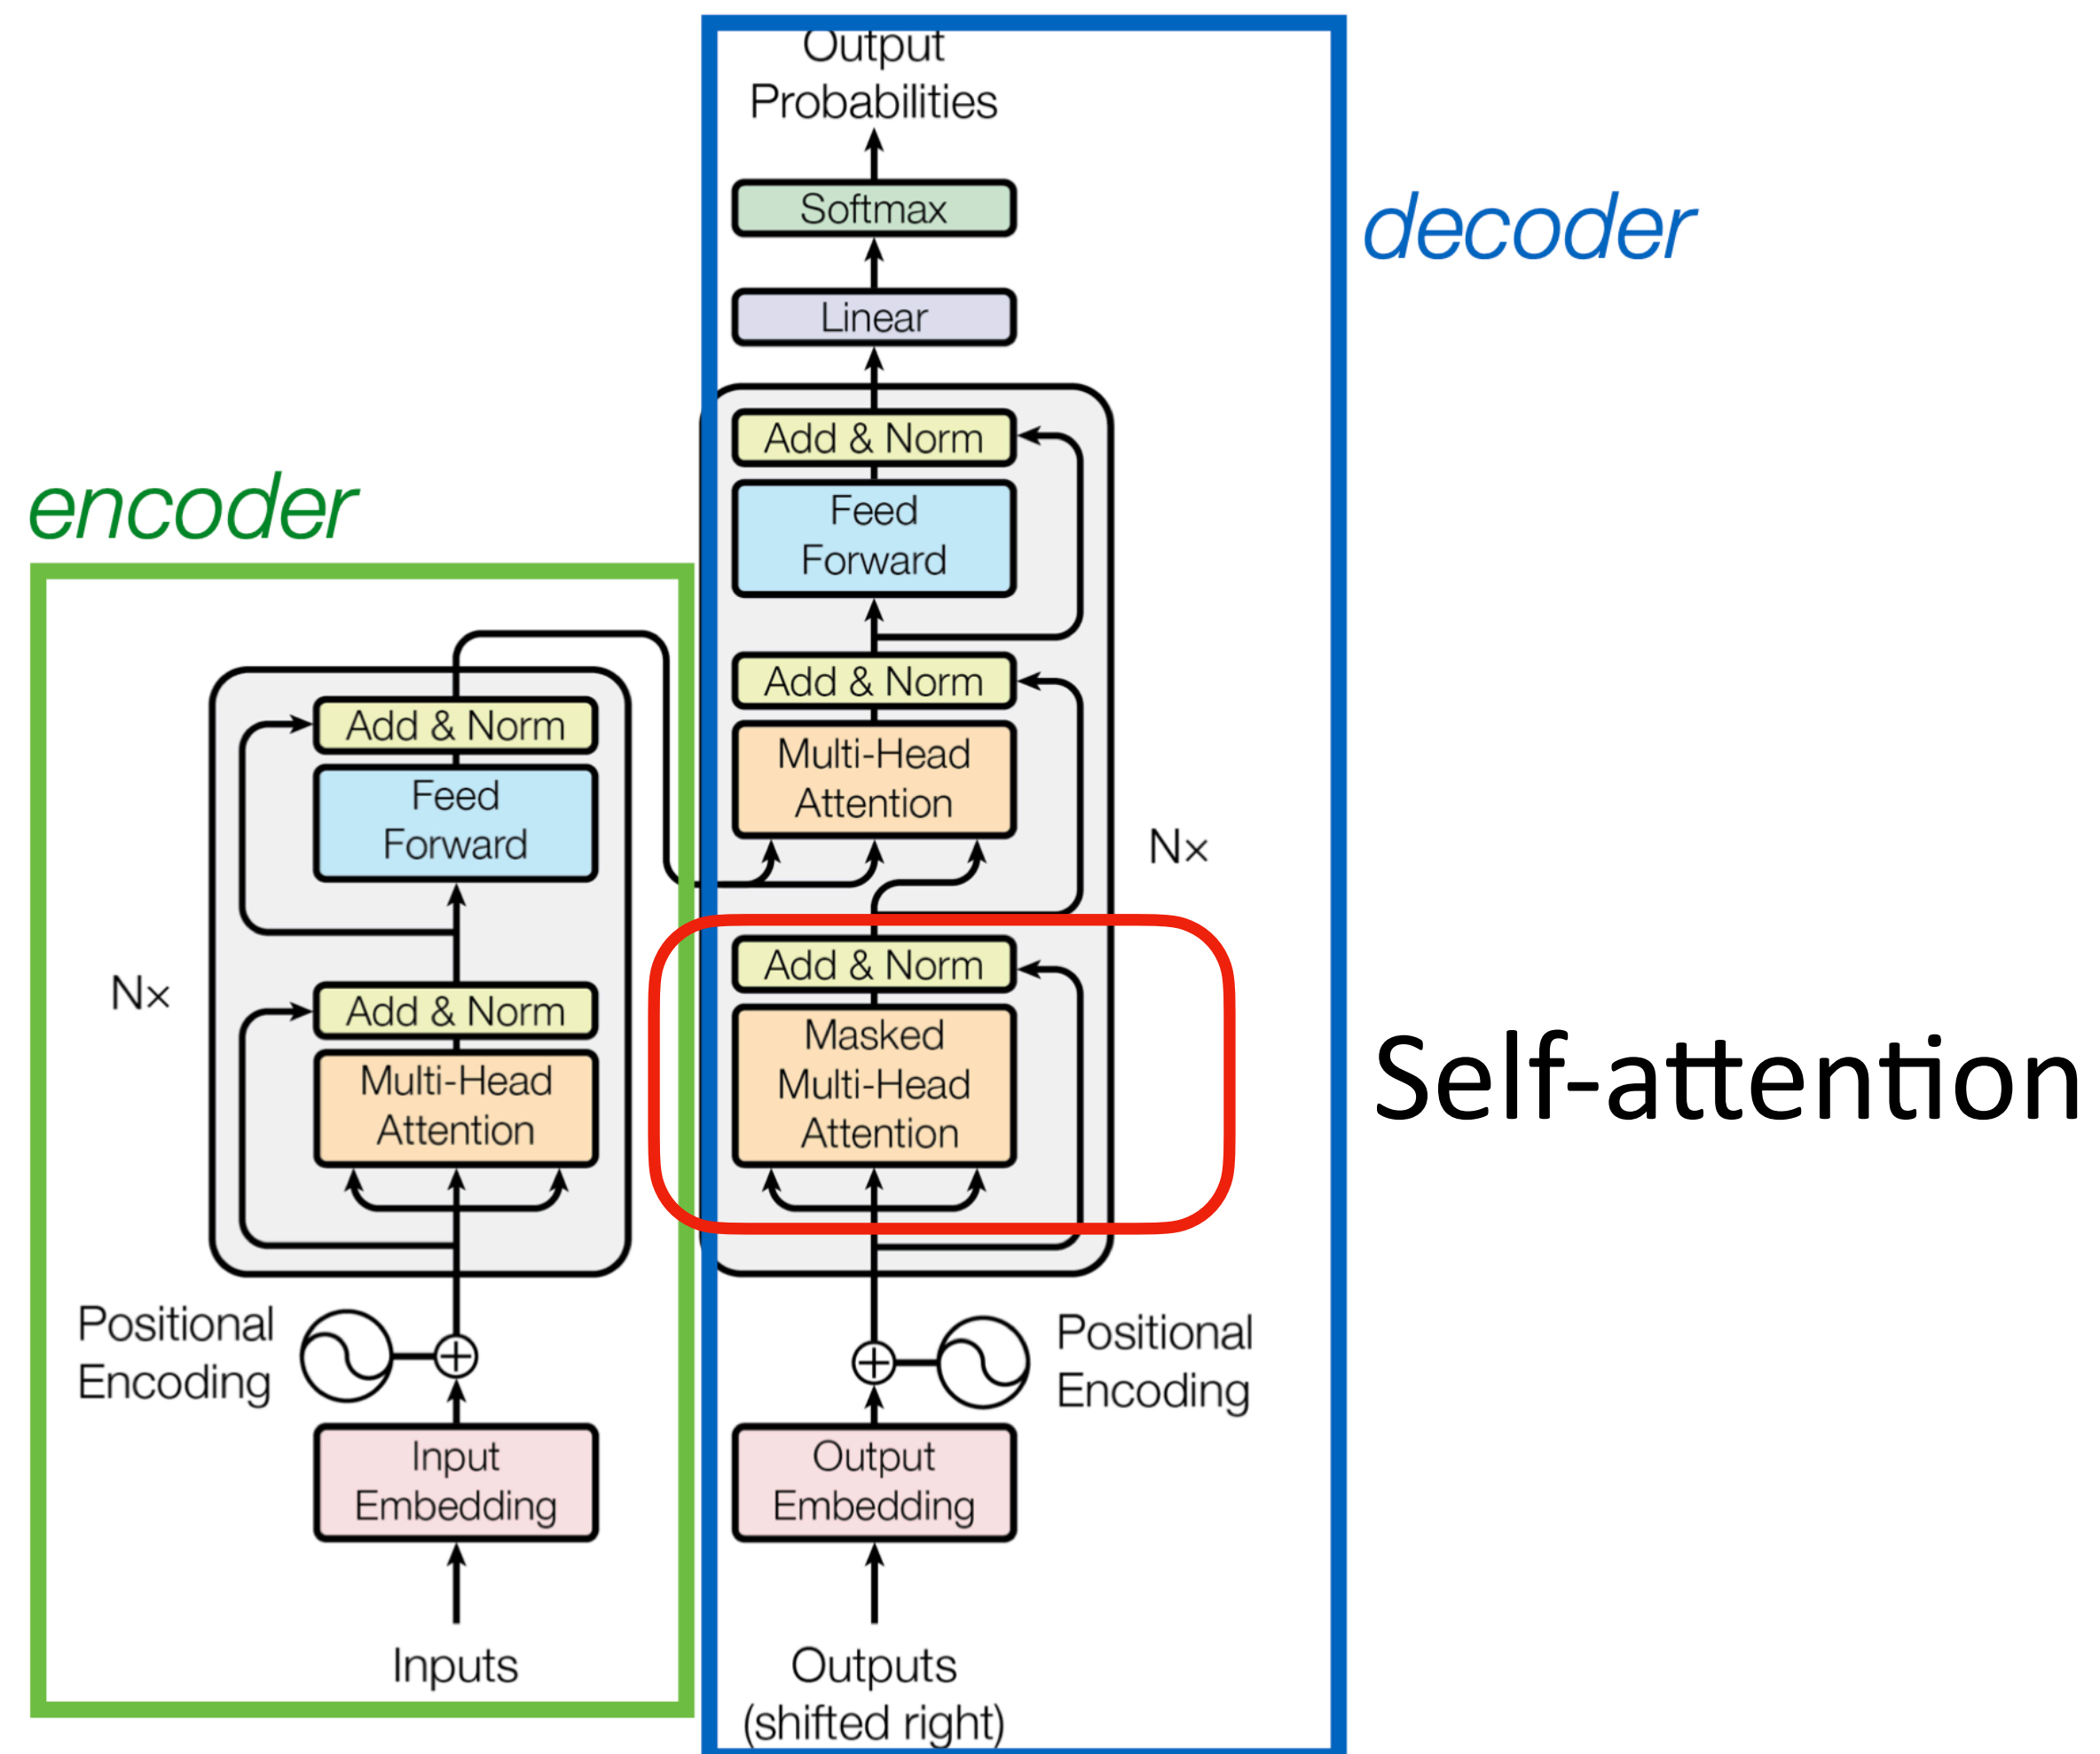 Output
Probabilities
Softmax
decoder
Linear
Add & Norm
Feed
Forward
Add & Norm
Multi-Head
Attention
N×
Add & Norm
Masked
Multi-Head
Attention
Self-attention
Positional
Encoding
Output
Embedding
Outputs
(shifted right)
encoder
Add & Norm
Feed
Forward
N×
Add & Norm
Multi-Head
Attention
Positional
Encoding
Input
Embedding
Inputs